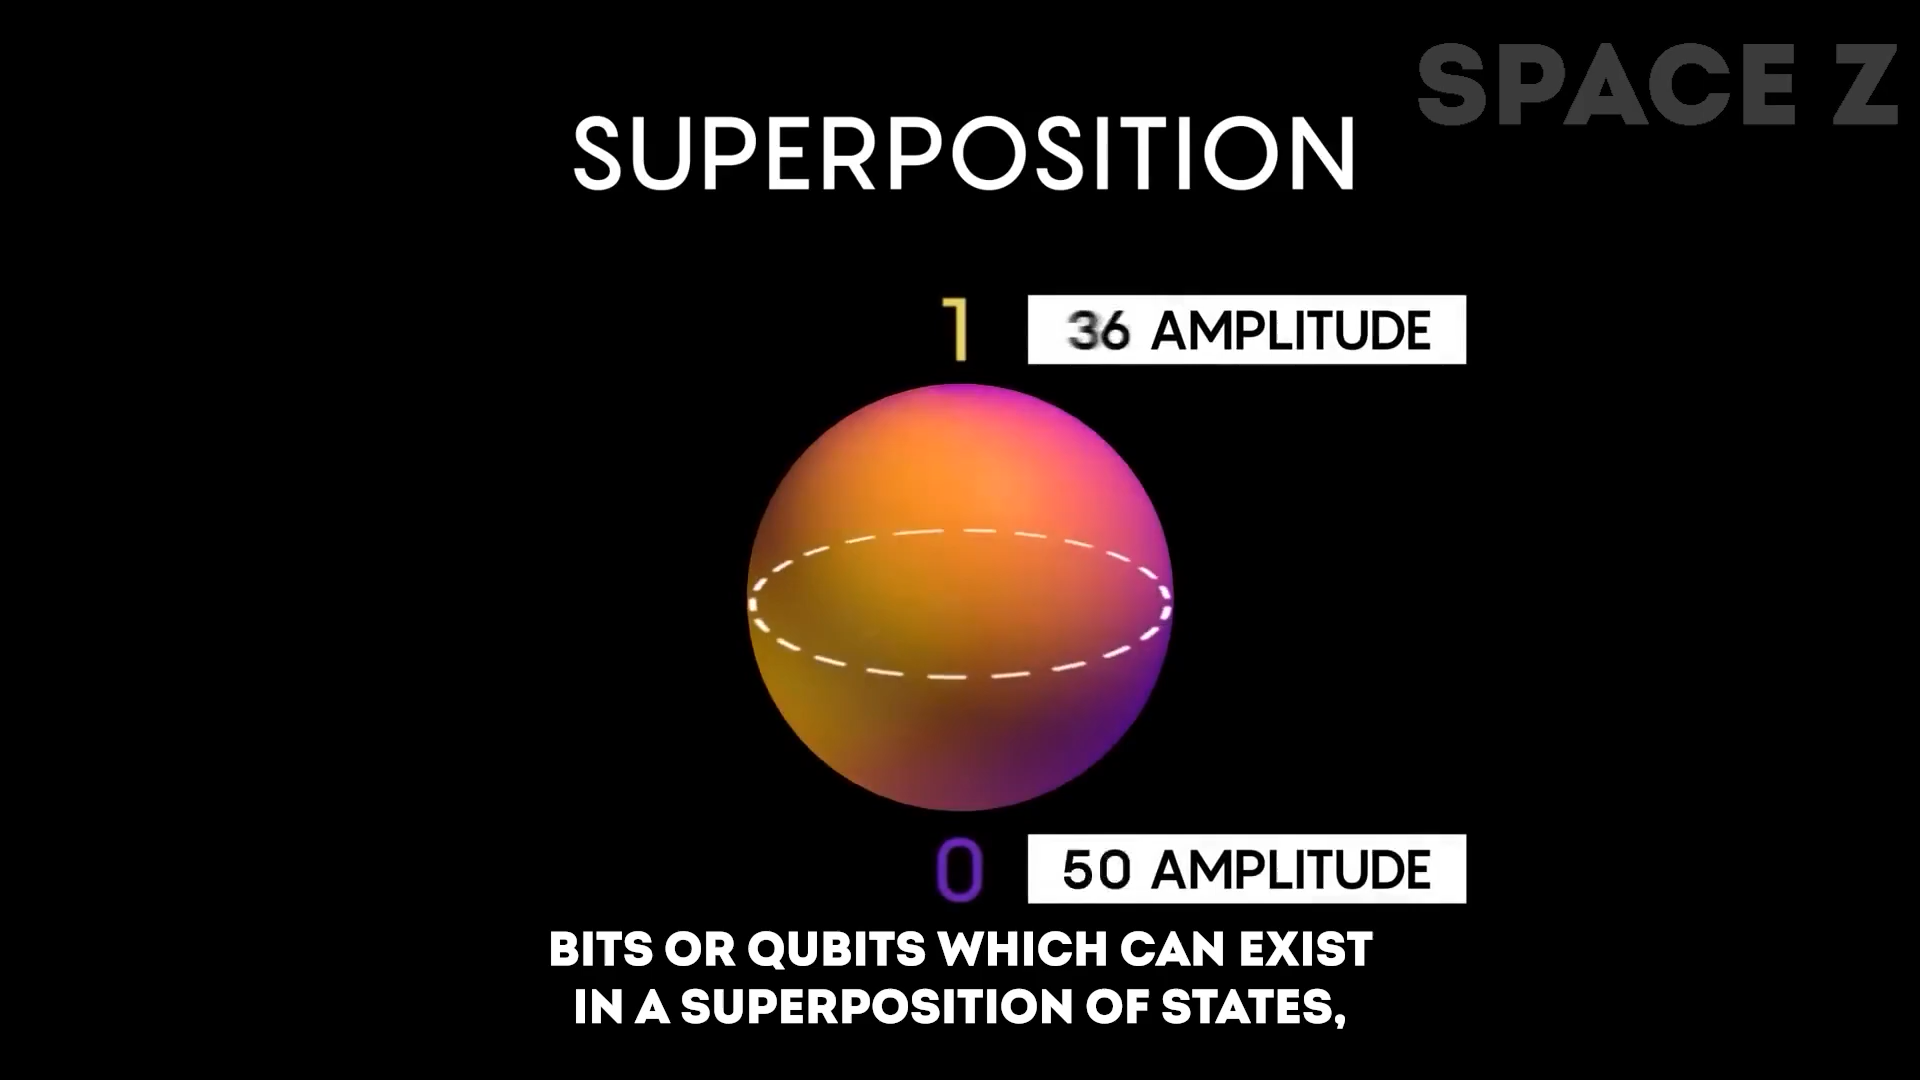 SPACE Z
SUPERPOSITION
1
36 AMPLITUDE
0
50 AMPLITUDE
BITS OR QUBITS WHICH CAN EXIST
IN A SUPERPOSITION OF STATES,